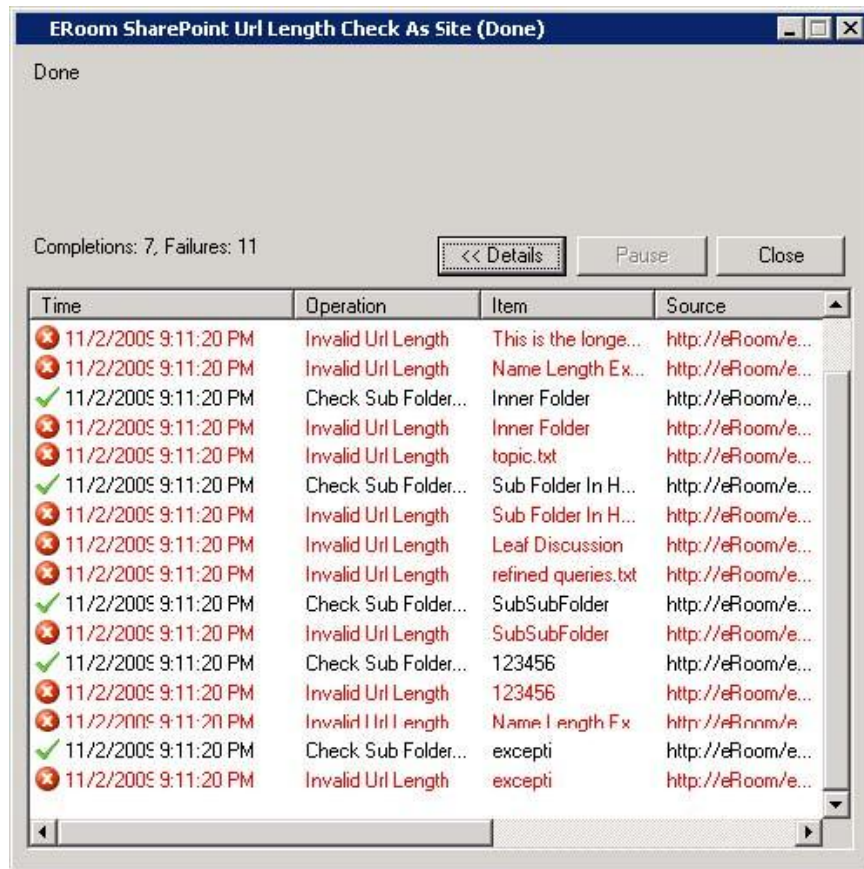 ERoom SharePoint Url Length Check As Site (Done)
Done
Completions: 7, Failures: 11
<< Details Pause Close
Time Operation Item Source
11/2/2009 9:11:20 PM Invalid Url Length This is the longe... http://eRoom/e...
11/2/2009 9:11:20 PM Invalid Url Length Name Length Ex... http://eRoom/e...
11/2/2009 9:11:20 PM Check Sub Folder... Inner Folder http://eRoom/e...
11/2/2009 9:11:20 PM Invalid Url Length Inner Folder http://eRoom/e...
11/2/2009 9:11:20 PM Invalid Url Length topic.txt http://eRoom/e...
11/2/2009 9:11:20 PM Check Sub Folder... Sub Folder In H... http://eRoom/e...
11/2/2009 9:11:20 PM Invalid Url Length Sub Folder In H... http://eRoom/e...
11/2/2009 9:11:20 PM Invalid Url Length Leaf Discussion http://eRoom/e...
11/2/2009 9:11:20 PM Invalid Url Length refined queries.txt http://eRoom/e...
11/2/2009 9:11:20 PM Check Sub Folder... SubSubFolder http://eRoom/e...
11/2/2009 9:11:20 PM Invalid Url Length SubSubFolder http://eRoom/e...
11/2/2009 9:11:20 PM Check Sub Folder... 123456 http://eRoom/e...
11/2/2009 9:11:20 PM Invalid Url Length 123456 http://eRoom/e...
11/2/2009 9:11:20 PM Invalid Url Length Name Length Ex http://eRoom/e
11/2/2009 9:11:20 PM Check Sub Folder... excepti http://eRoom/e...
11/2/2009 9:11:20 PM Invalid Url Length excepti http://eRoom/e...